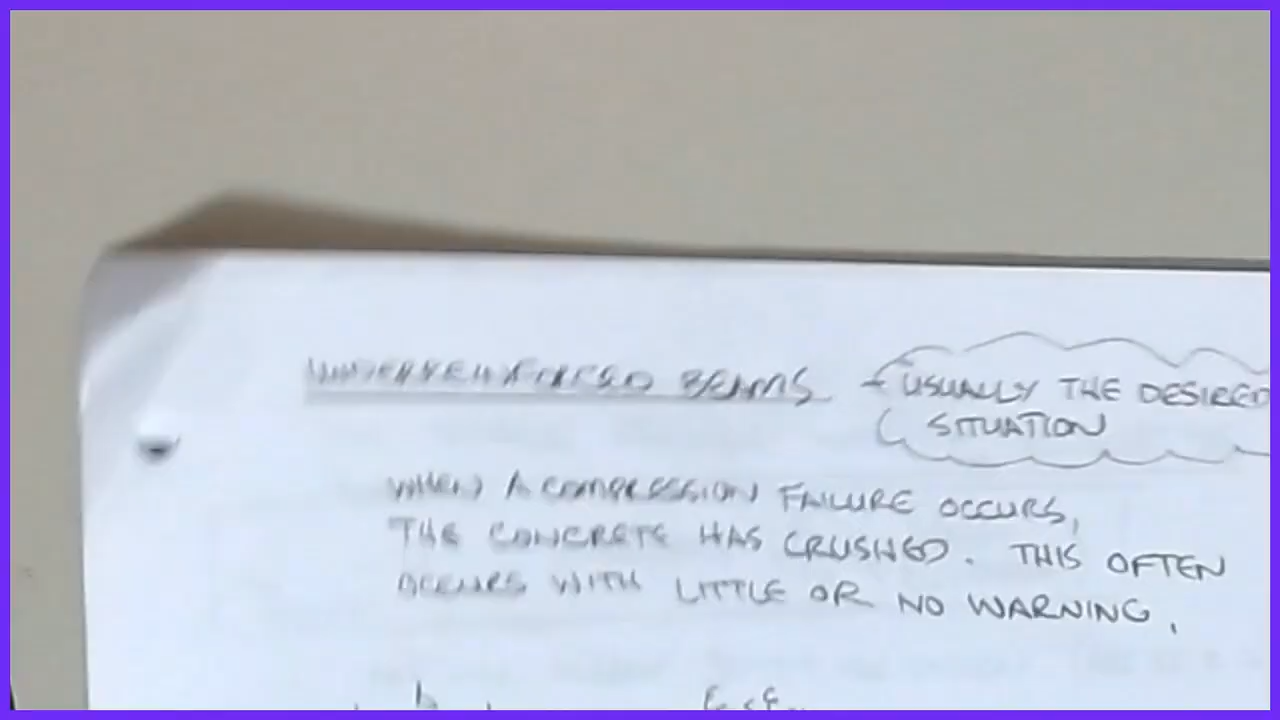 UNDERREINFORCED BEAMS ← USUALLY THE DESIRED
SITUATION
WHEN A COMPRESSION FAILURE OCCURS,
THE CONCRETE HAS CRUSHED. THIS OFTEN
OCCURS WITH LITTLE OR NO WARNING.